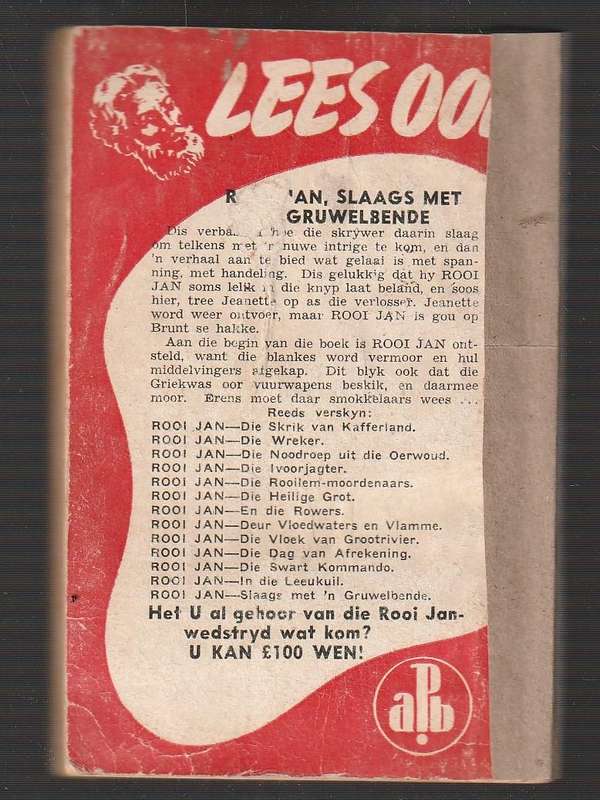 LEES OO
R 'AN, SLAAGS MET
GRUWELBENDE
Dis verba hoe die skrywer daarin slaag
om telkens met 'n nuwe intrige te kom, en dan
'n verhaal aan te bied wat gelaai is met span-
ning, met handeling. Dis gelukkig dat hy ROOI
JAN soms lelik in die knyp laat beland, en soos
hier, tree Jeanette op as die verlosser. Jeanette
word weer ontvoer, maar ROOI JAN is gou op
Brunt se hakke.
Aan die begin van die boek is ROOI JAN ont-
steld, want die blankes word vermoor en hul
middelvingers afgekap. Dit blyk ook dat die
Griekwas oor vuurwapens beskik, en daarmee
moor. Erens moet daar smokkelaars wees ...
Reeds verskyn:
ROOI JAN—Die Skrik van Kafferland.
ROOI JAN—Die Wreker.
ROOI JAN—Die Noodroep uit die Oerwoud.
ROOI JAN—Die Ivoorjagter.
ROOI JAN—Die Rooilem-moordenaars.
ROOI JAN—Die Heilige Grot.
ROOI JAN—En die Rowers.
ROOI JAN—Deur Vloedwaters en Vlamme.
ROOI JAN—Die Vloek van Grootrivier.
ROOI JAN—Die Dag van Afrekening.
ROOI JAN—Die Swart Kommando.
ROOI JAN—In die Leeukuil.
ROOI JAN—Slaags met 'n Gruwelbende.
Het U al gehoor van die Rooi Jan-
wedstryd wat kom?
U KAN £100 WEN!
aPb